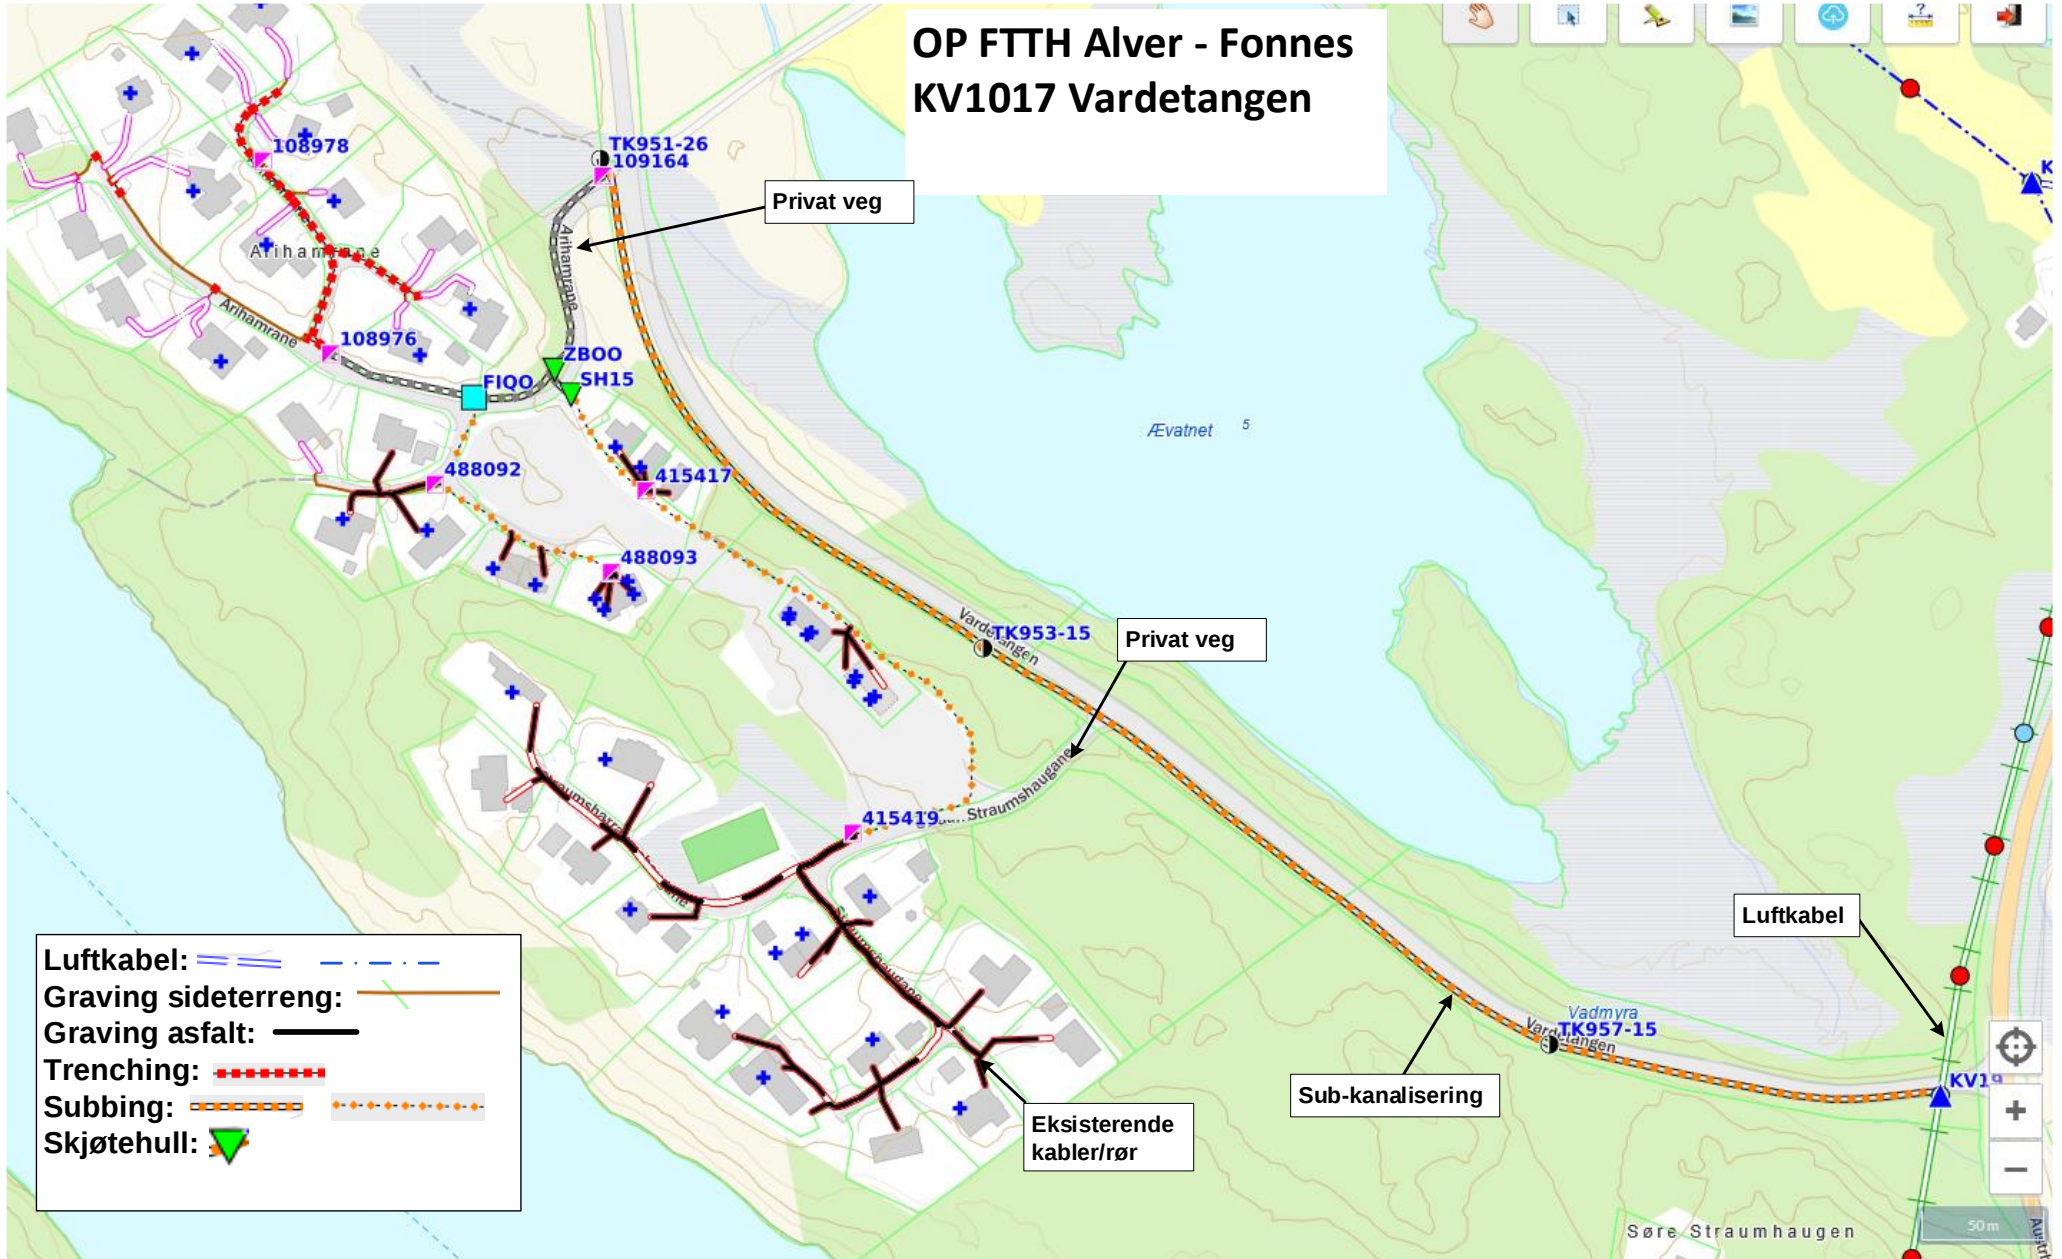 OP FTTH Alver - Fonnes
KV1017 Vardetangen
TK951-26
109164
108978
Privat veg
Arihamrane
Arihamrane
Arihamrane
108976
ZBOO
FIQO
SH15
Ævatnet 5
488092
415417
488093
Vardetangen
TK953-15
Privat veg
Straumshaugane
415419
Straumshaugane
Luftkabel
Vadmyra
TK957-15
Vardetangen
KV19
Sub-kanalisering
Eksisterende
kabler/rør
Luftkabel:
Graving sideterreng:
Graving asfalt:
Trenching:
Subbing:
Skjøtehull:
Søre Straumhaugen
50 m